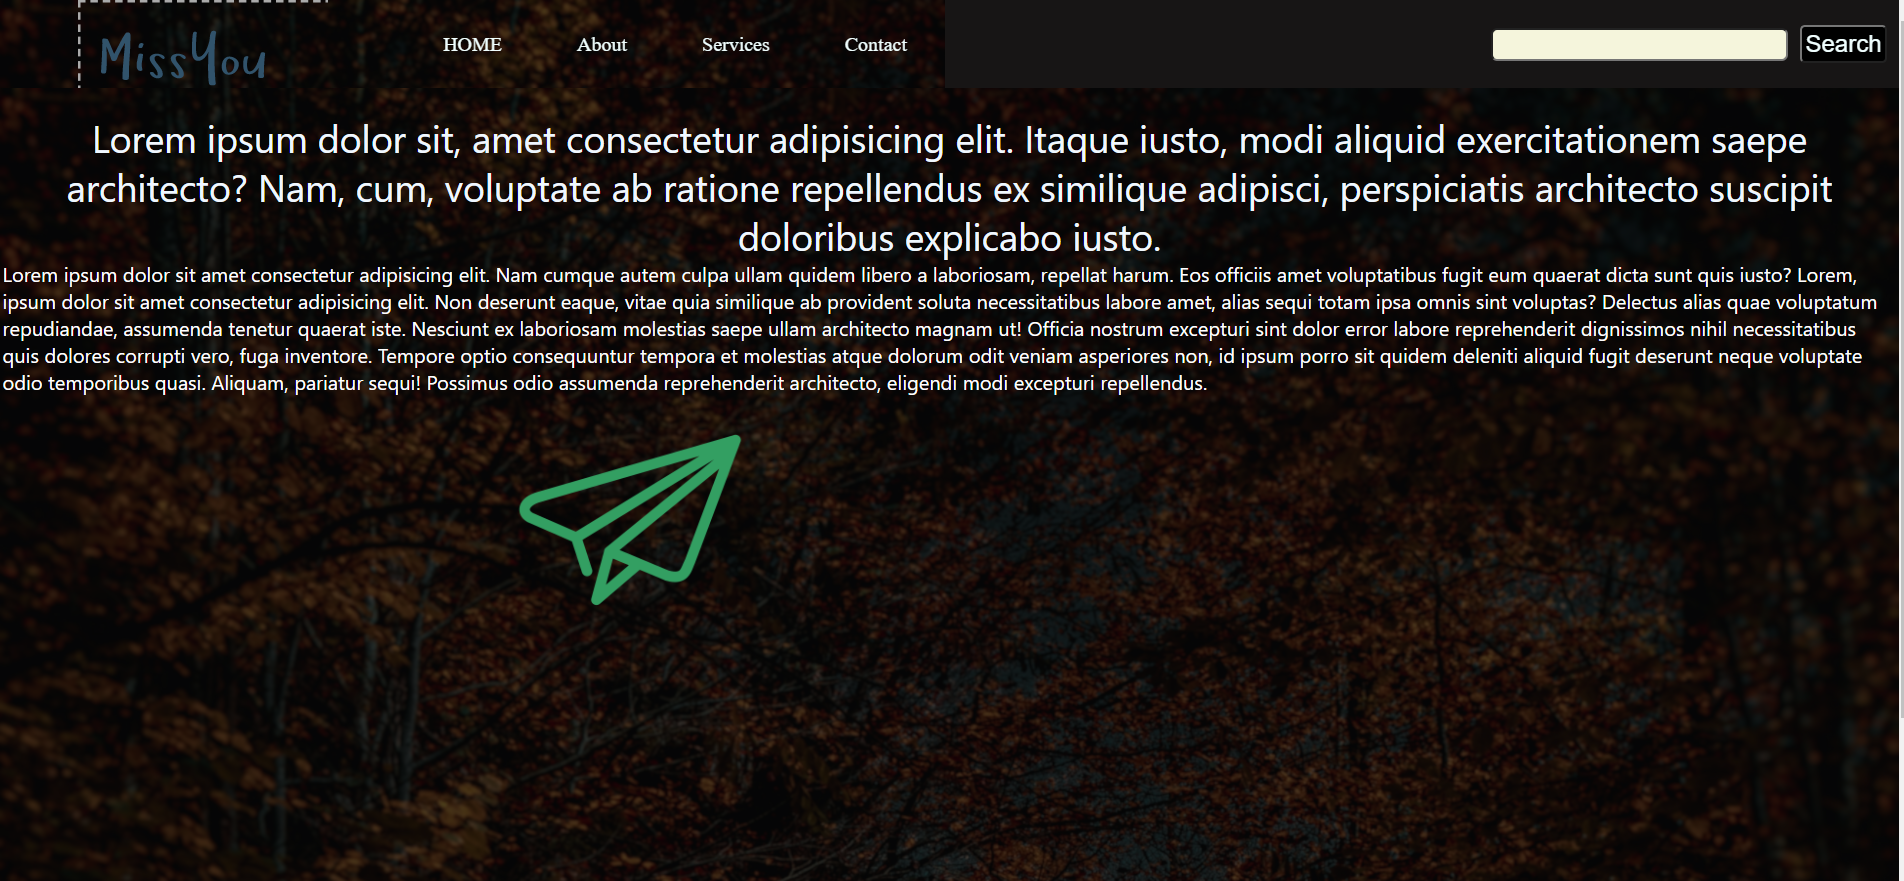 MissYou
HOME About Services Contact
Search
Lorem ipsum dolor sit, amet consectetur adipisicing elit. Itaque iusto, modi aliquid exercitationem saepe
architecto? Nam, cum, voluptate ab ratione repellendus ex similique adipisci, perspiciatis architecto suscipit
doloribus explicabo iusto.
Lorem ipsum dolor sit amet consectetur adipisicing elit. Nam cumque autem culpa ullam quidem libero a laboriosam, repellat harum. Eos officiis amet voluptatibus fugit eum quaerat dicta sunt quis iusto? Lorem,
ipsum dolor sit amet consectetur adipisicing elit. Non deserunt eaque, vitae quia similique ab provident soluta necessitatibus labore amet, alias sequi totam ipsa omnis sint voluptas? Delectus alias quae voluptatum
repudiandae, assumenda tenetur quaerat iste. Nesciunt ex laboriosam molestias saepe ullam architecto magnam ut! Officia nostrum excepturi sint dolor error labore reprehenderit dignissimos nihil necessitatibus
quis dolores corrupti vero, fuga inventore. Tempore optio consequuntur tempora et molestias atque dolorum odit veniam asperiores non, id ipsum porro sit quidem deleniti aliquid fugit deserunt neque voluptate
odio temporibus quasi. Aliquam, pariatur sequi! Possimus odio assumenda reprehenderit architecto, eligendi modi excepturi repellendus.